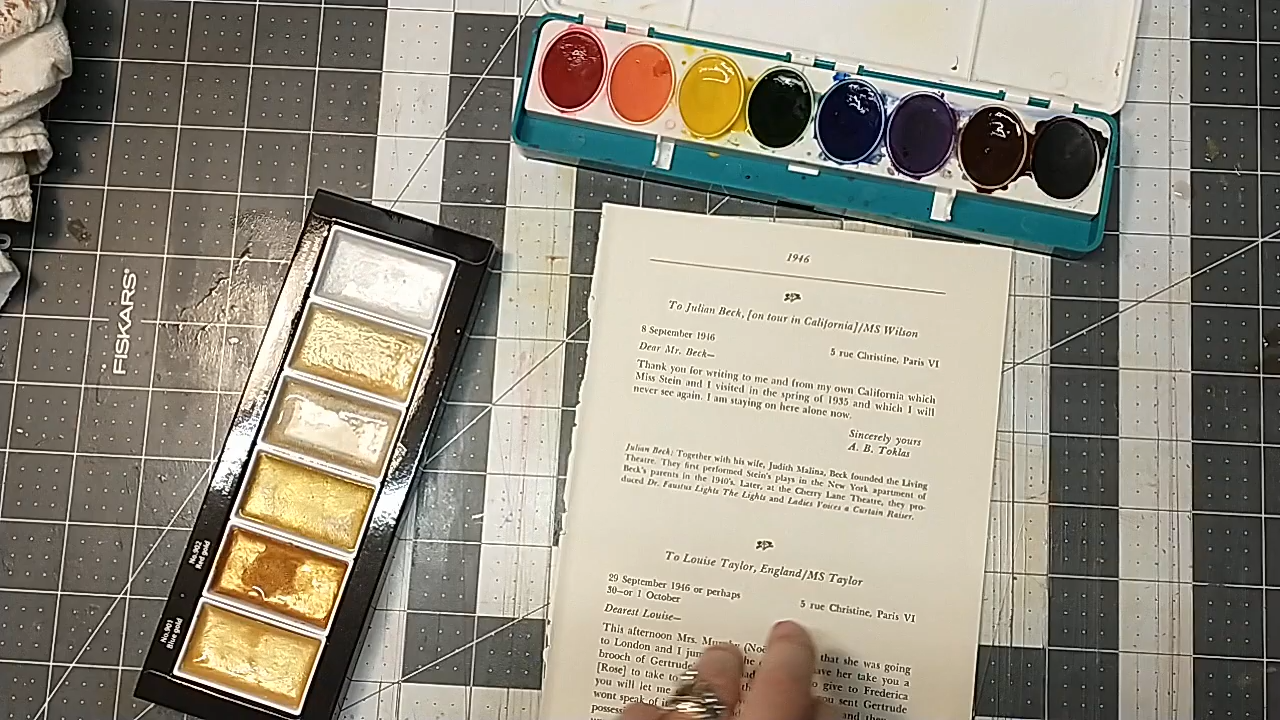 FISKARS
No.902
Red gold
No.901
Blue gold
1946
To Julian Beck, [on tour in California]/MS Wilson
8 September 1946
5 rue Christine, Paris VI
Dear Mr. Beck—
Thank you for writing to me and from my own California which
Miss Stein and I visited in the spring of 1935 and which I will
never see again. I am staying on here alone now.
Sincerely yours
A. B. Toklas
Julian Beck: Together with his wife, Judith Malina, Beck founded the Living
Theatre. They first performed Stein's plays in the New York apartment of
Beck's parents in the 1940's. Later, at the Cherry Lane Theatre, they pro-
duced Dr. Faustus Lights The Lights and Ladies Voices a Curtain Raiser.
To Louise Taylor, England/MS Taylor
29 September 1946 or perhaps
30—or 1 October
5 rue Christine, Paris VI
Dearest Louise—
This afternoon Mrs. that she was going
to London and I have her take you a
brooch of Gertrude to give to Frederica
[Rose] to take to sent Gertrude
you will let me
wont speak of